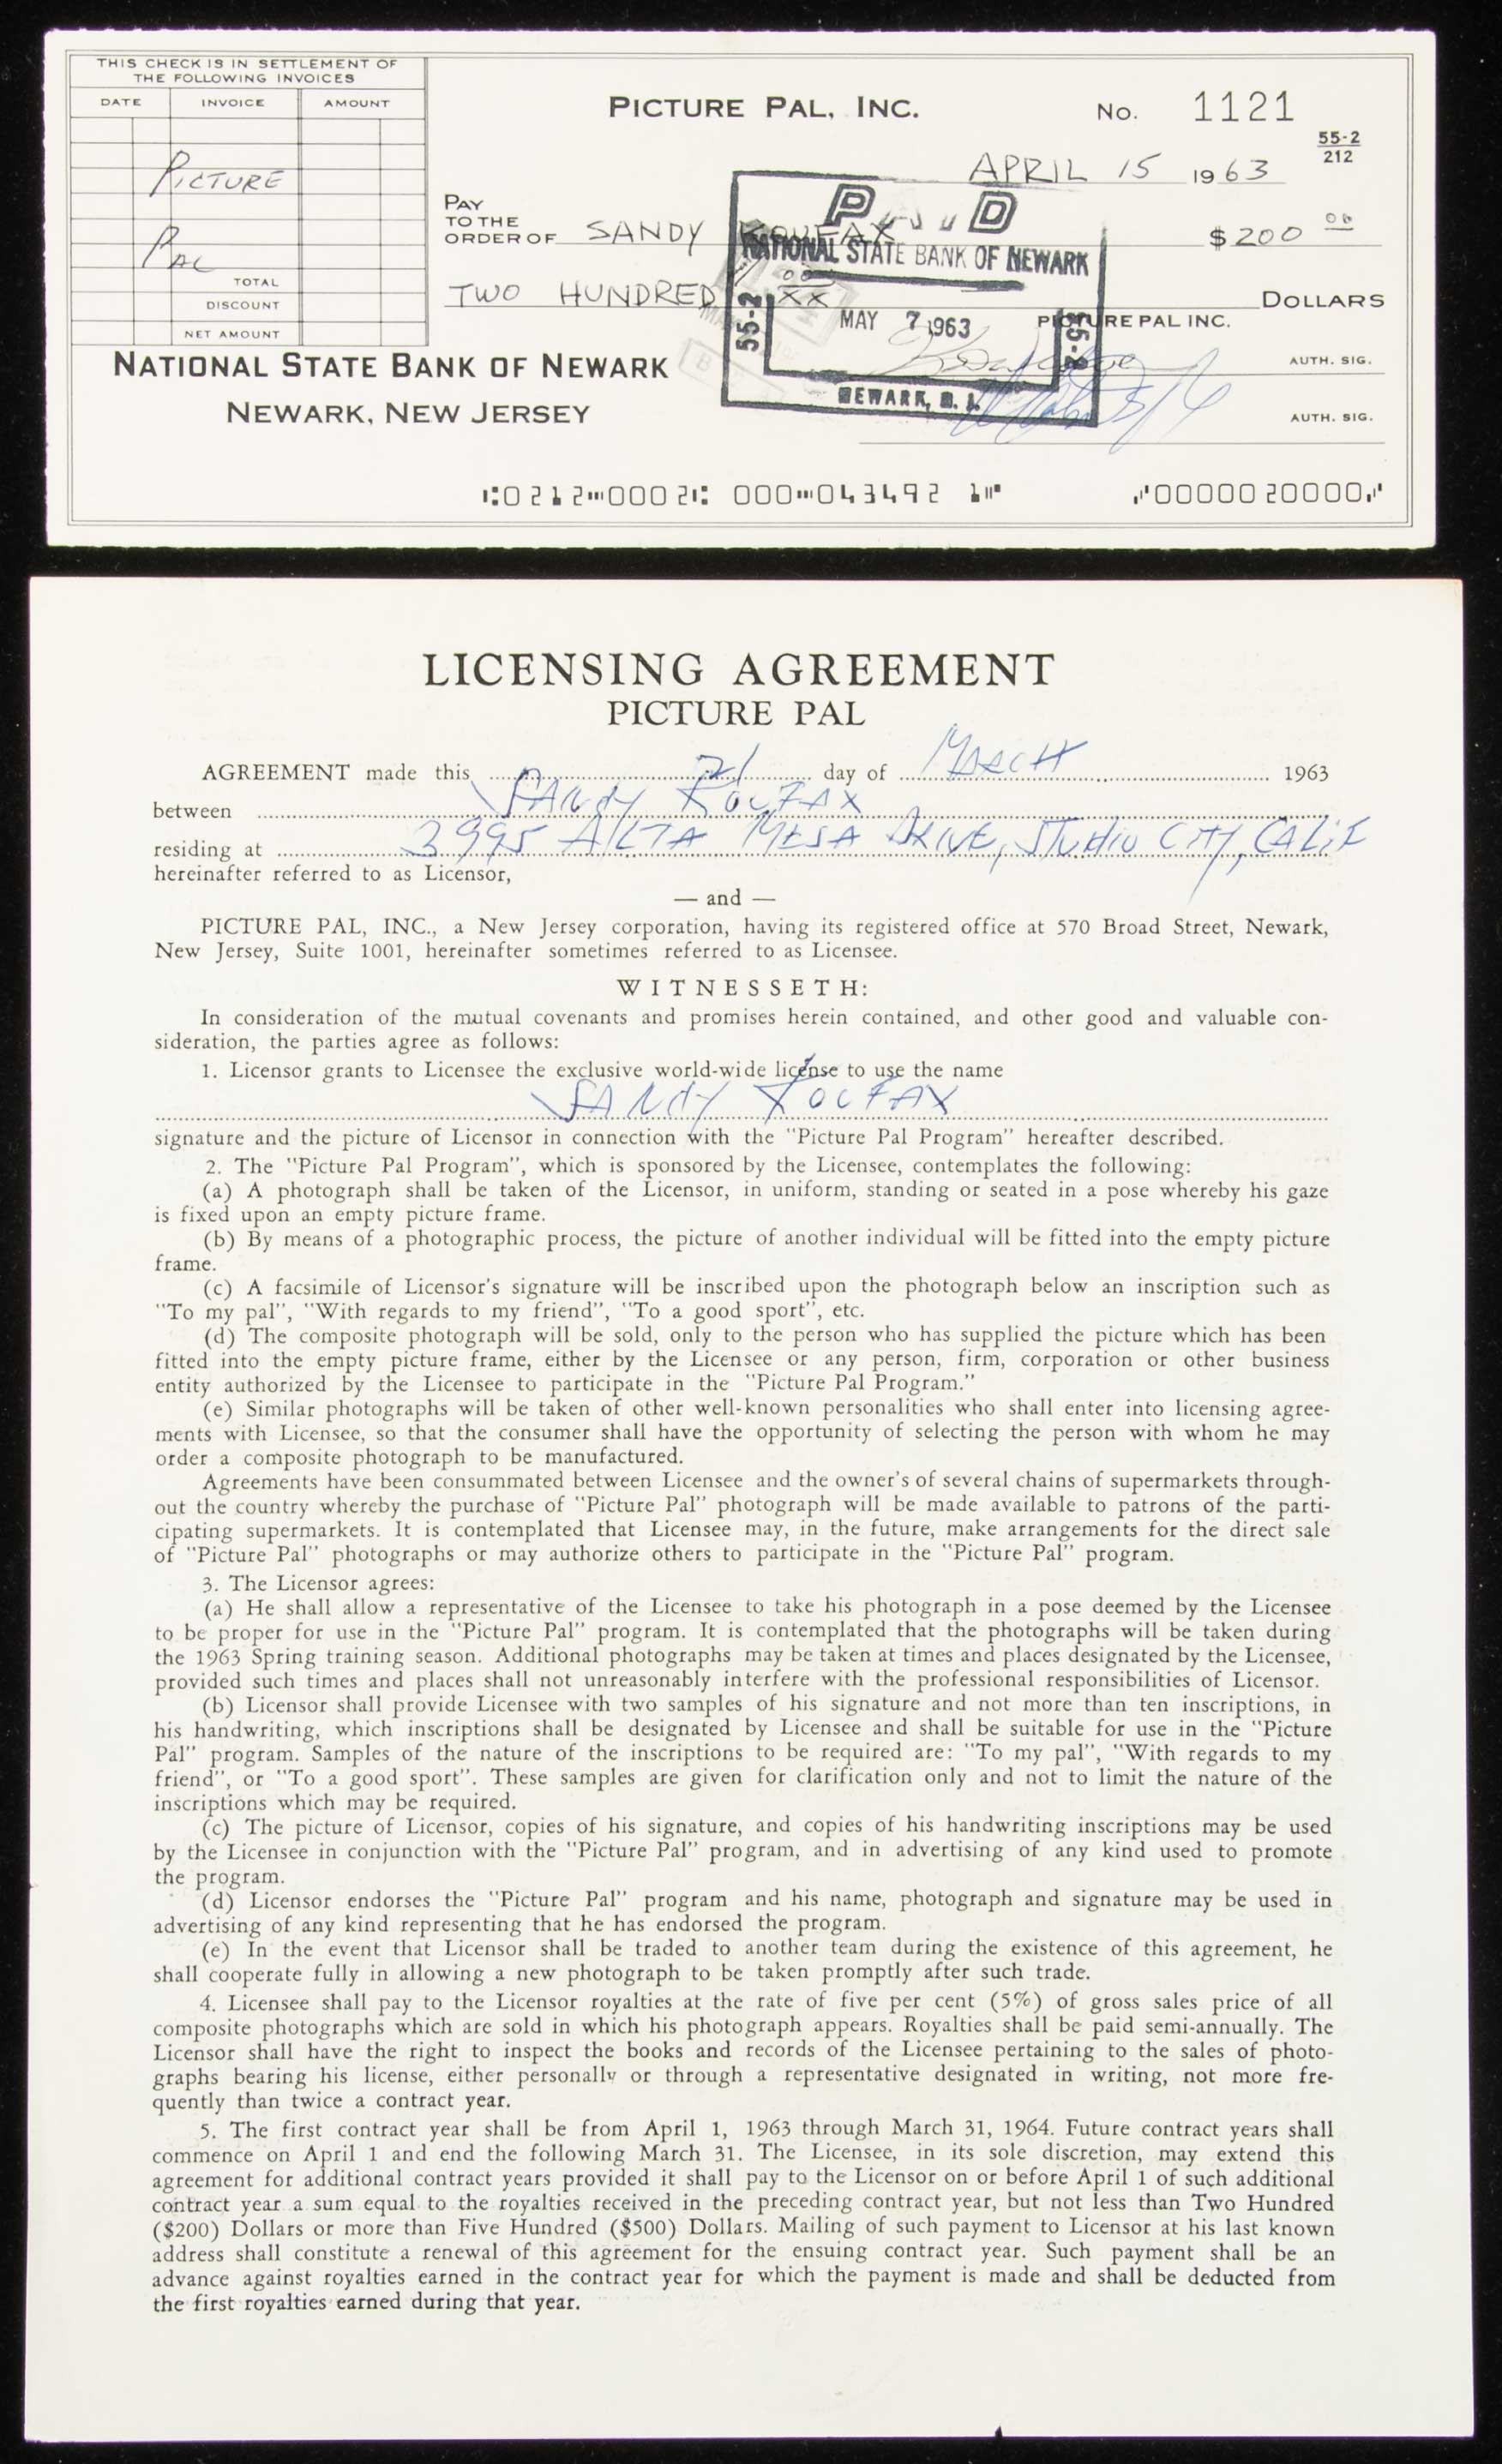 THIS CHECK IS IN SETTLEMENT OF
THE FOLLOWING INVOICES
DATE INVOICE AMOUNT
PICTURE
PAL
TOTAL
DISCOUNT
NET AMOUNT
PICTURE PAL, INC.
No. 1121
55-2
212
APRIL 15 1963
PAY
TO THE
ORDER OF SANDY KOUFAX $200 00
TWO HUNDRED 00 XX DOLLARS
PAID
NATIONAL STATE BANK OF NEWARK
55-2 MAY 7 1963 55-2
NEWARK, N. J.
PICTURE PAL INC.
AUTH. SIG.
AUTH. SIG.
NATIONAL STATE BANK OF NEWARK
NEWARK, NEW JERSEY
⑆0212⑉0002⑆ 000⑉043492 1⑈ ⑇0000020000⑇
LICENSING AGREEMENT
PICTURE PAL
AGREEMENT made this 21 day of MARCH 1963
between SANDY KOUFAX
residing at 3995 ALTA MESA DRIVE, STUDIO CITY, CALIF
hereinafter referred to as Licensor,
— and —
PICTURE PAL, INC., a New Jersey corporation, having its registered office at 570 Broad Street, Newark,
New Jersey, Suite 1001, hereinafter sometimes referred to as Licensee.
WITNESSETH:
In consideration of the mutual covenants and promises herein contained, and other good and valuable con-
sideration, the parties agree as follows:
1. Licensor grants to Licensee the exclusive world-wide license to use the name
SANDY KOUFAX
signature and the picture of Licensor in connection with the "Picture Pal Program" hereafter described.
2. The "Picture Pal Program", which is sponsored by the Licensee, contemplates the following:
(a) A photograph shall be taken of the Licensor, in uniform, standing or seated in a pose whereby his gaze
is fixed upon an empty picture frame.
(b) By means of a photographic process, the picture of another individual will be fitted into the empty picture
frame.
(c) A facsimile of Licensor's signature will be inscribed upon the photograph below an inscription such as
"To my pal", "With regards to my friend", "To a good sport", etc.
(d) The composite photograph will be sold, only to the person who has supplied the picture which has been
fitted into the empty picture frame, either by the Licensee or any person, firm, corporation or other business
entity authorized by the Licensee to participate in the "Picture Pal Program."
(e) Similar photographs will be taken of other well-known personalities who shall enter into licensing agree-
ments with Licensee, so that the consumer shall have the opportunity of selecting the person with whom he may
order a composite photograph to be manufactured.
Agreements have been consummated between Licensee and the owner's of several chains of supermarkets through-
out the country whereby the purchase of "Picture Pal" photograph will be made available to patrons of the parti-
cipating supermarkets. It is contemplated that Licensee may, in the future, make arrangements for the direct sale
of "Picture Pal" photographs or may authorize others to participate in the "Picture Pal" program.
3. The Licensor agrees:
(a) He shall allow a representative of the Licensee to take his photograph in a pose deemed by the Licensee
to be proper for use in the "Picture Pal" program. It is contemplated that the photographs will be taken during
the 1963 Spring training season. Additional photographs may be taken at times and places designated by the Licensee,
provided such times and places shall not unreasonably interfere with the professional responsibilities of Licensor.
(b) Licensor shall provide Licensee with two samples of his signature and not more than ten inscriptions, in
his handwriting, which inscriptions shall be designated by Licensee and shall be suitable for use in the "Picture
Pal" program. Samples of the nature of the inscriptions to be required are: "To my pal", "With regards to my
friend", or "To a good sport". These samples are given for clarification only and not to limit the nature of the
inscriptions which may be required.
(c) The picture of Licensor, copies of his signature, and copies of his handwriting inscriptions may be used
by the Licensee in conjunction with the "Picture Pal" program, and in advertising of any kind used to promote
the program.
(d) Licensor endorses the "Picture Pal" program and his name, photograph and signature may be used in
advertising of any kind representing that he has endorsed the program.
(e) In the event that Licensor shall be traded to another team during the existence of this agreement, he
shall cooperate fully in allowing a new photograph to be taken promptly after such trade.
4. Licensee shall pay to the Licensor royalties at the rate of five per cent (5%) of gross sales price of all
composite photographs which are sold in which his photograph appears. Royalties shall be paid semi-annually. The
Licensor shall have the right to inspect the books and records of the Licensee pertaining to the sales of photo-
graphs bearing his license, either personally or through a representative designated in writing, not more fre-
quently than twice a contract year.
5. The first contract year shall be from April 1, 1963 through March 31, 1964. Future contract years shall
commence on April 1 and end the following March 31. The Licensee, in its sole discretion, may extend this
agreement for additional contract years provided it shall pay to the Licensor on or before April 1 of such additional
contract year a sum equal to the royalties received in the preceding contract year, but not less than Two Hundred
($200) Dollars or more than Five Hundred ($500) Dollars. Mailing of such payment to Licensor at his last known
address shall constitute a renewal of this agreement for the ensuing contract year. Such payment shall be an
advance against royalties earned in the contract year for which the payment is made and shall be deducted from
the first royalties earned during that year.